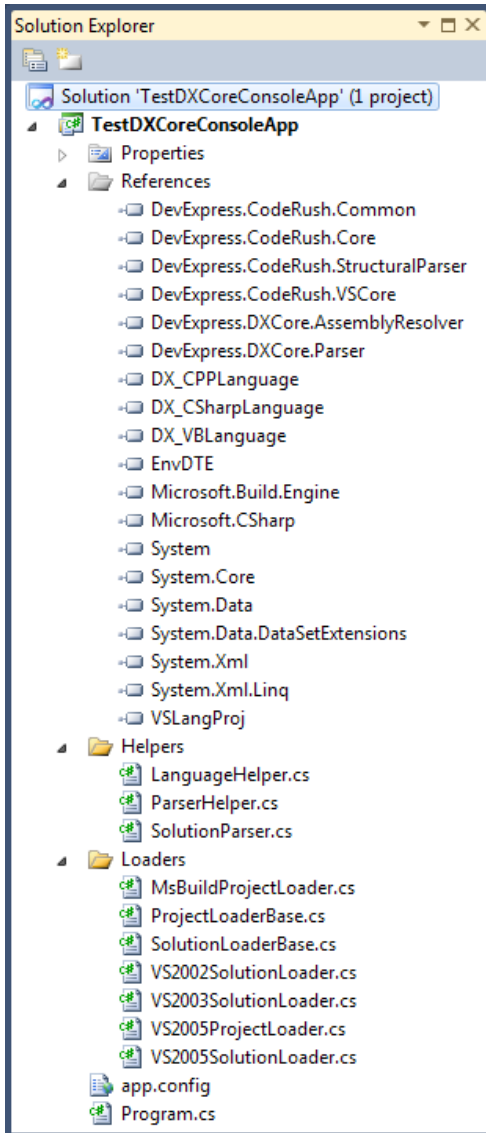 Solution Explorer
Solution 'TestDXCoreConsoleApp' (1 project)
TestDXCoreConsoleApp
Properties
References
DevExpress.CodeRush.Common
DevExpress.CodeRush.Core
DevExpress.CodeRush.StructuralParser
DevExpress.CodeRush.VSCore
DevExpress.DXCore.AssemblyResolver
DevExpress.DXCore.Parser
DX_CPPLanguage
DX_CSharpLanguage
DX_VBLanguage
EnvDTE
Microsoft.Build.Engine
Microsoft.CSharp
System
System.Core
System.Data
System.Data.DataSetExtensions
System.Xml
System.Xml.Linq
VSLangProj
Helpers
LanguageHelper.cs
ParserHelper.cs
SolutionParser.cs
Loaders
MsBuildProjectLoader.cs
ProjectLoaderBase.cs
SolutionLoaderBase.cs
VS2002SolutionLoader.cs
VS2003SolutionLoader.cs
VS2005ProjectLoader.cs
VS2005SolutionLoader.cs
app.config
Program.cs